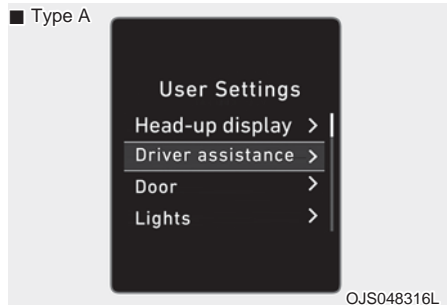 ■ Type A
User Settings
Head-up display >
Driver assistance >
Door >
Lights >
OJS048316L